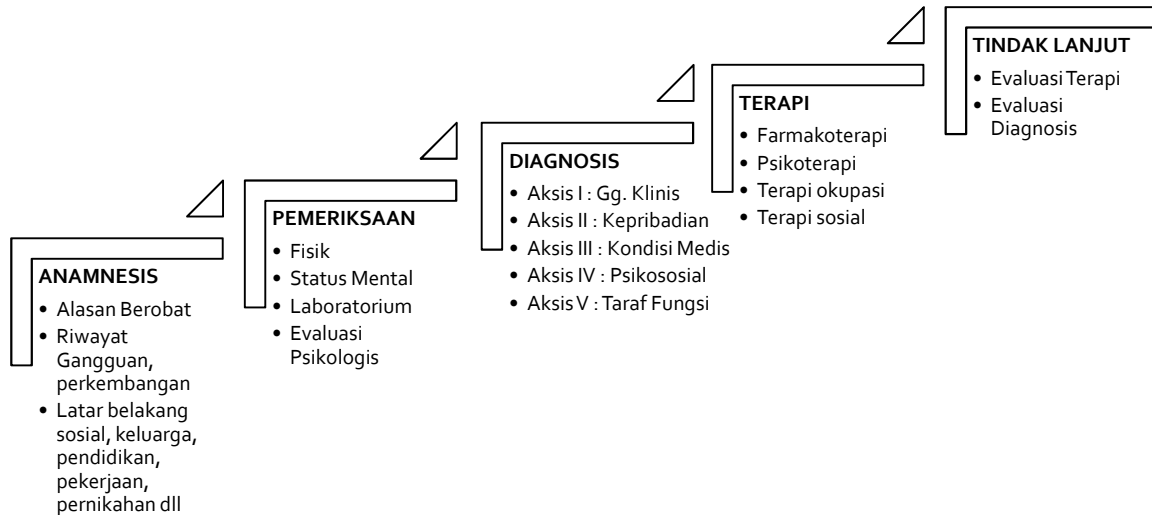 ANAMNESIS
• Alasan Berobat
• Riwayat
Gangguan,
perkembangan
• Latar belakang
sosial, keluarga,
pendidikan,
pekerjaan,
pernikahan dll
PEMERIKSAAN
• Fisik
• Status Mental
• Laboratorium
• Evaluasi
Psikologis
DIAGNOSIS
• Aksis I : Gg. Klinis
• Aksis II : Kepribadian
• Aksis III : Kondisi Medis
• Aksis IV : Psikososial
• Aksis V : Taraf Fungsi
TERAPI
• Farmakoterapi
• Psikoterapi
• Terapi okupasi
• Terapi sosial
TINDAK LANJUT
• Evaluasi Terapi
• Evaluasi
Diagnosis